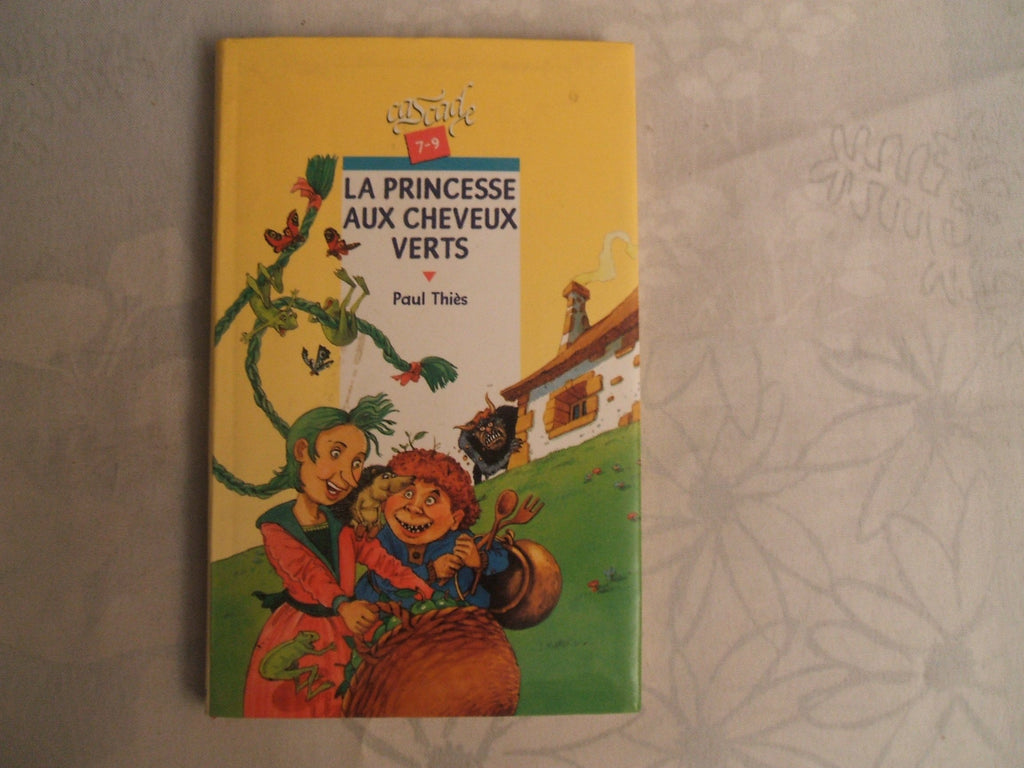 cascade
7-9
LA PRINCESSE
AUX CHEVEUX
VERTS
Paul Thiès